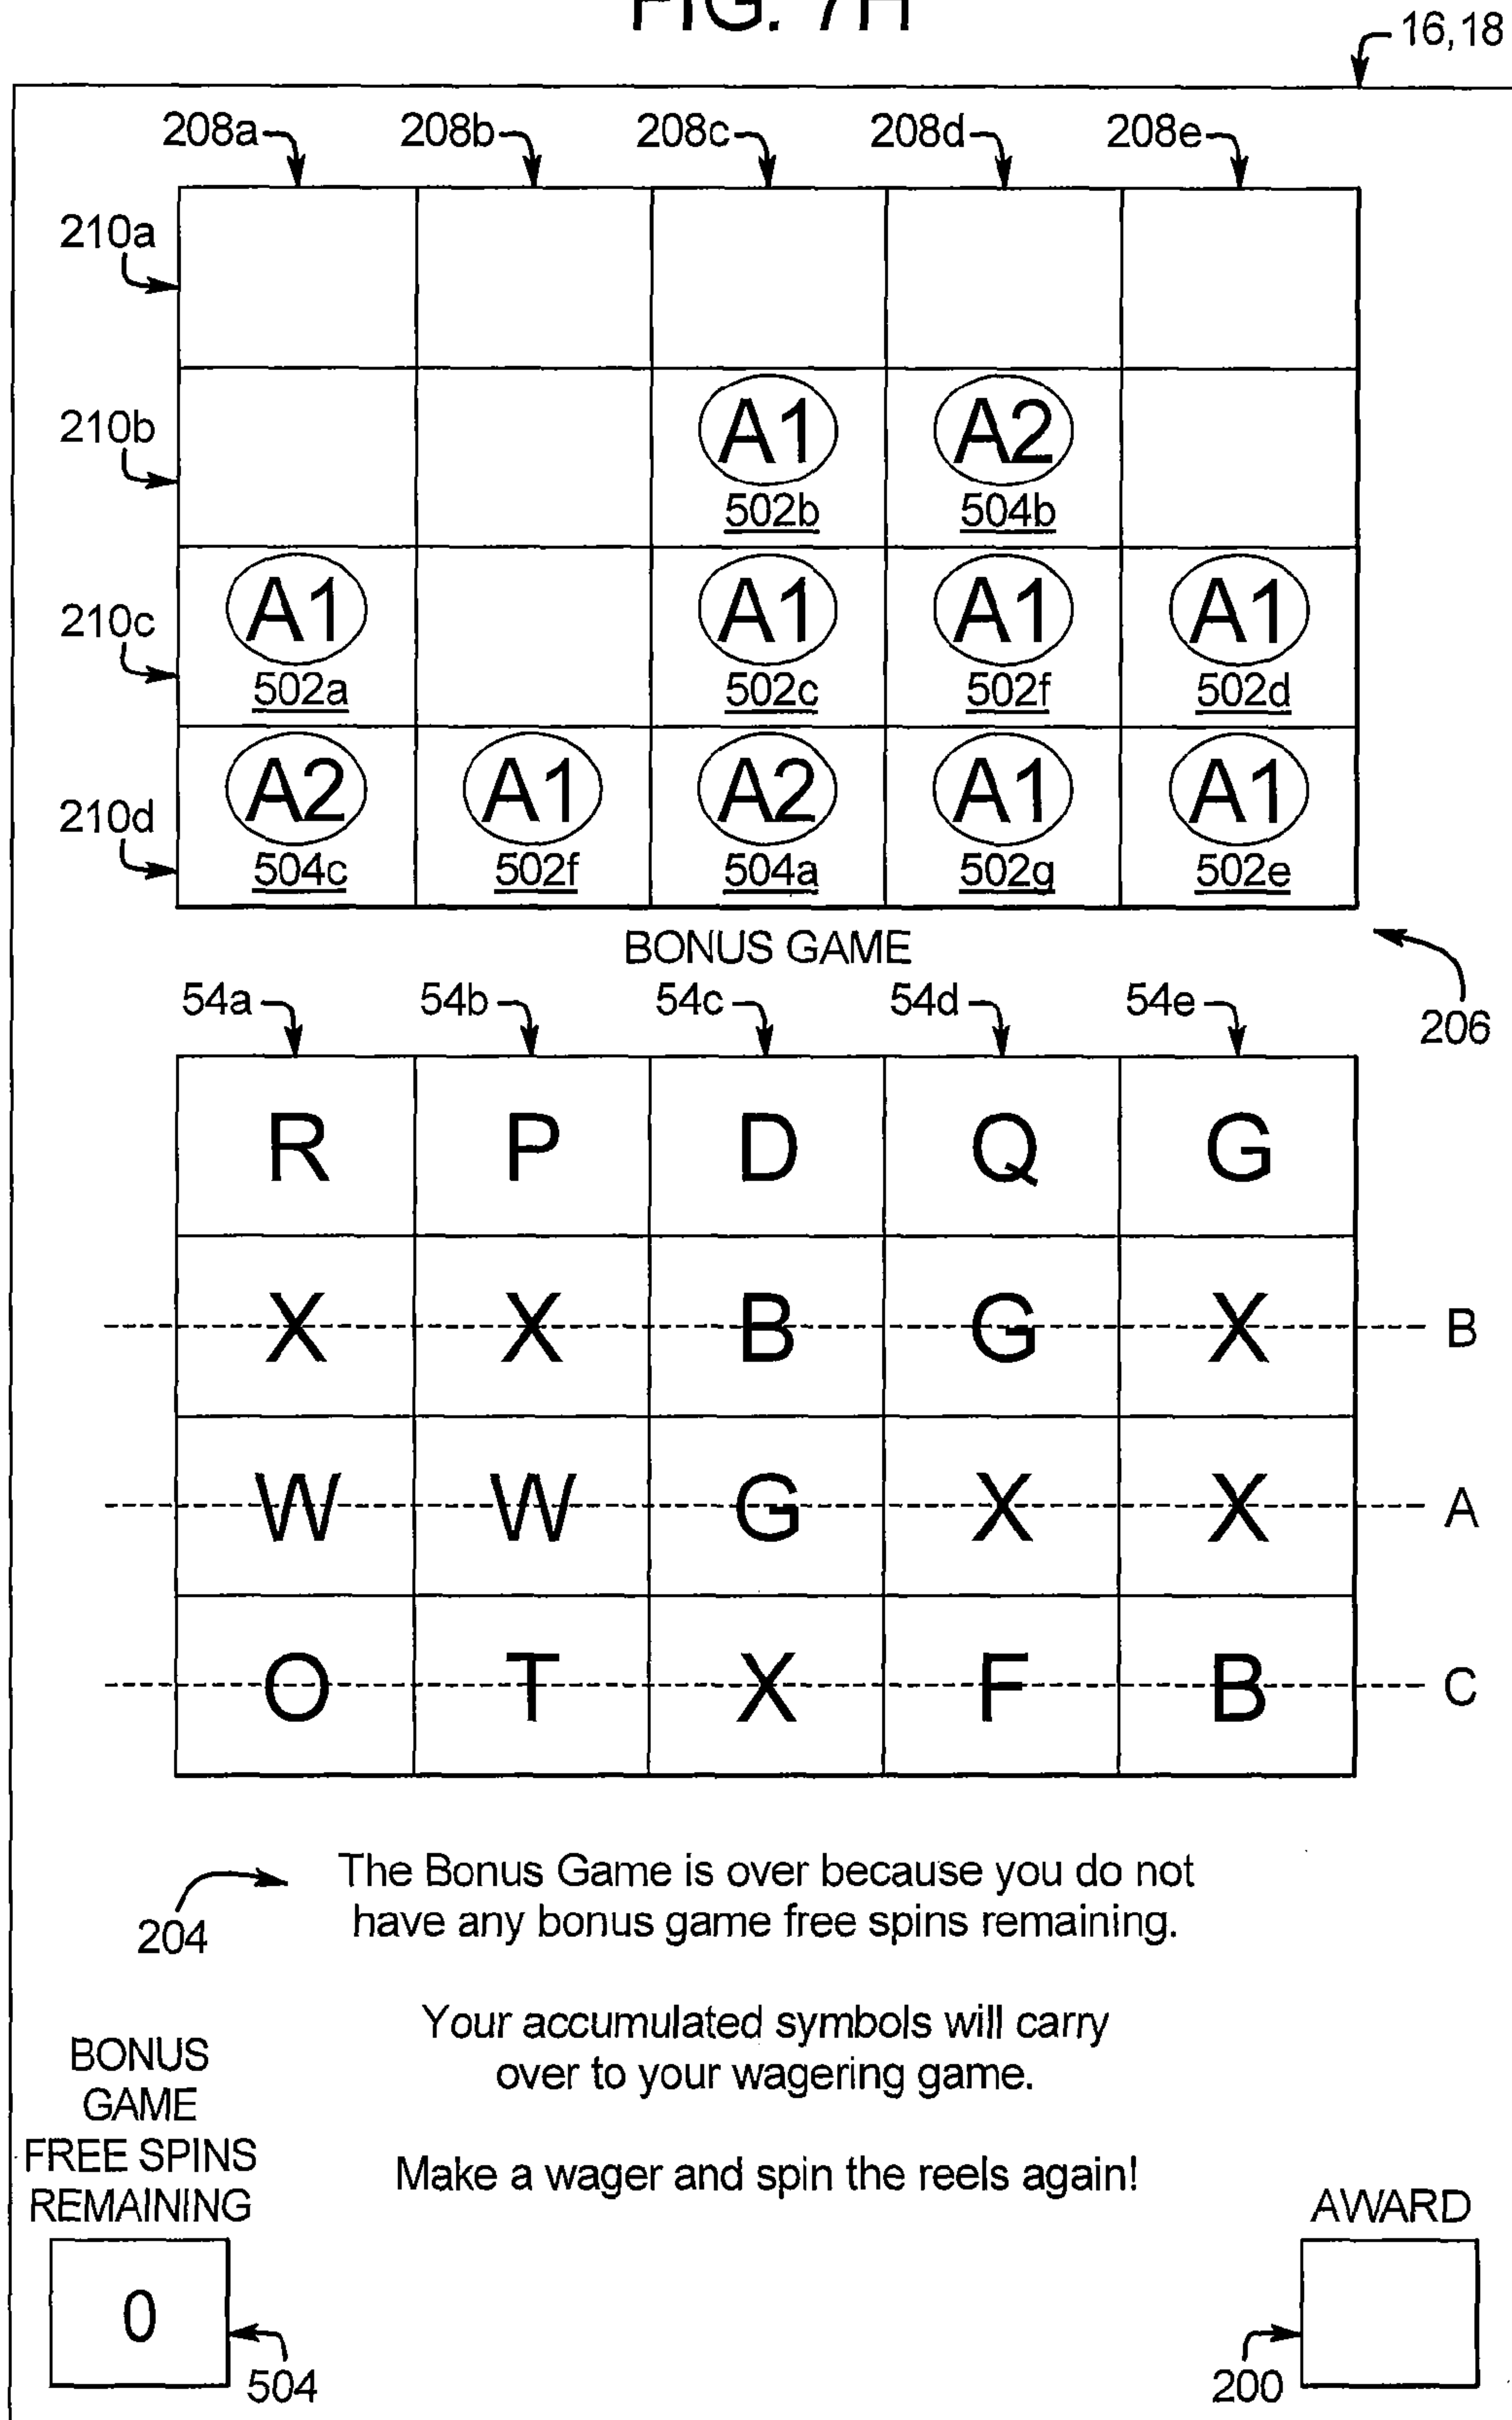 FIG. 7H
16,18
208a 208b 208c 208d 208e
210a
210b
A1 A2
502b 504b
210c
A1 A1 A1 A1
502a 502c 502f 502d
210d
A2 A1 A2 A1 A1
504c 502f 504a 502g 502e
BONUS GAME
206
54a 54b 54c 54d 54e
R P D Q G
X X B G X B
W W G X X A
O T X F B C
204
The Bonus Game is over because you do not
have any bonus game free spins remaining.
Your accumulated symbols will carry
over to your wagering game.
Make a wager and spin the reels again!
BONUS
GAME
FREE SPINS
REMAINING
0
504
AWARD
200